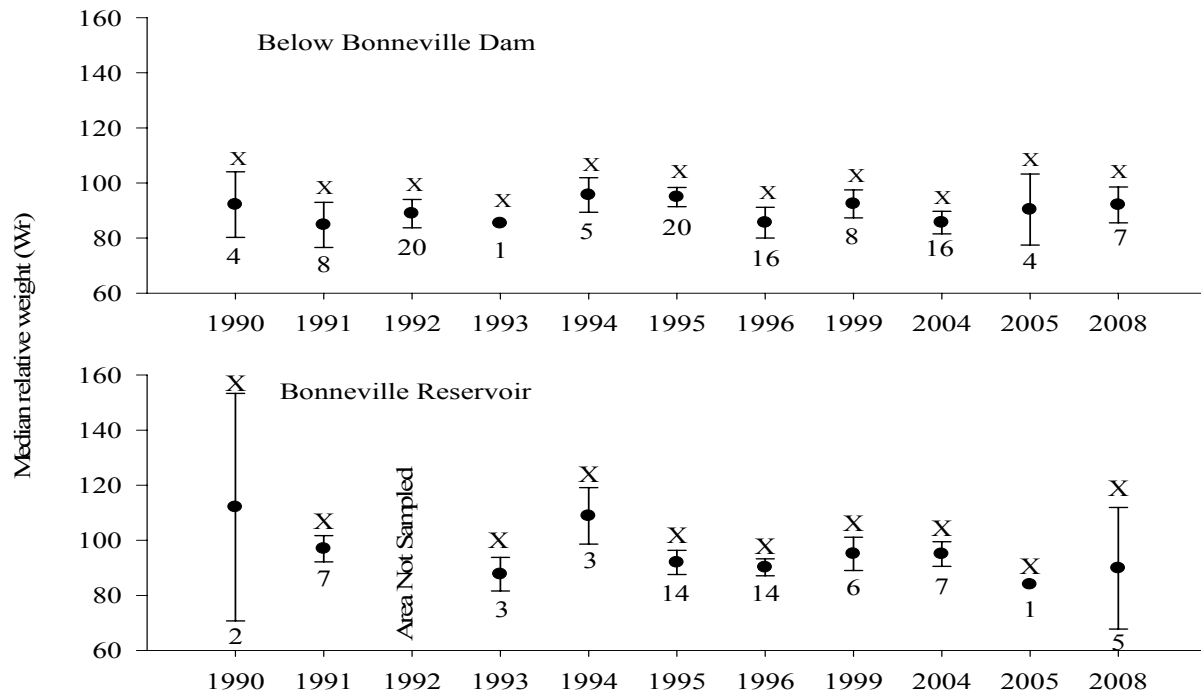 Median relative weight (Wr)
160
Below Bonneville Dam
140
120
100
80
60
X X X X X X X X X X X
4 8 20 1 5 20 16 8 16 4 7
1990 1991 1992 1993 1994 1995 1996 1999 2004 2005 2008
160
Bonneville Reservoir
140
120
100
80
60
X X X X X X X X X X
Area Not Sampled
2 7 3 3 14 14 6 7 1 5
1990 1991 1992 1993 1994 1995 1996 1999 2004 2005 2008